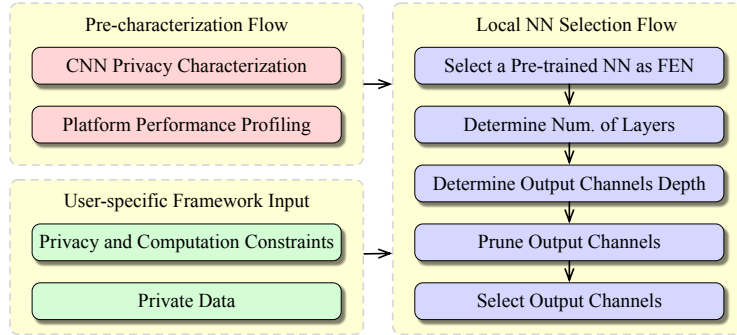 Pre-characterization Flow
CNN Privacy Characterization
Platform Performance Profiling
User-specific Framework Input
Privacy and Computation Constraints
Private Data
Local NN Selection Flow
Select a Pre-trained NN as FEN
Determine Num. of Layers
Determine Output Channels Depth
Prune Output Channels
Select Output Channels